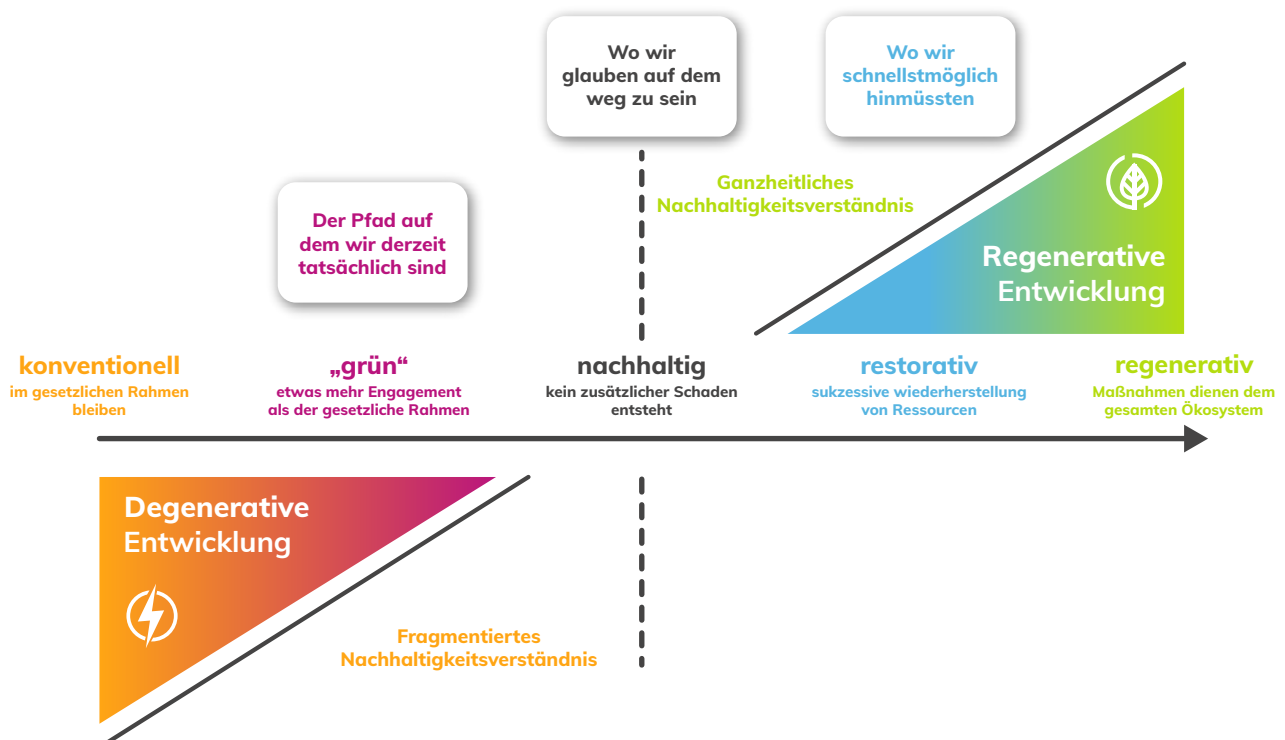 Wo wir
glauben auf dem
weg zu sein
Wo wir
schnellstmöglich
hinmüssten
Der Pfad auf
dem wir derzeit
tatsächlich sind
Ganzheitliches
Nachhaltigkeitsverständnis
Regenerative
Entwicklung
konventionell
im gesetzlichen Rahmen
bleiben
„grün“
etwas mehr Engagement
als der gesetzliche Rahmen
nachhaltig
kein zusätzlicher Schaden
entsteht
restorativ
sukzessive wiederherstellung
von Ressourcen
regenerativ
Maßnahmen dienen dem
gesamten Ökosystem
Degenerative
Entwicklung
Fragmentiertes
Nachhaltigkeitsverständnis